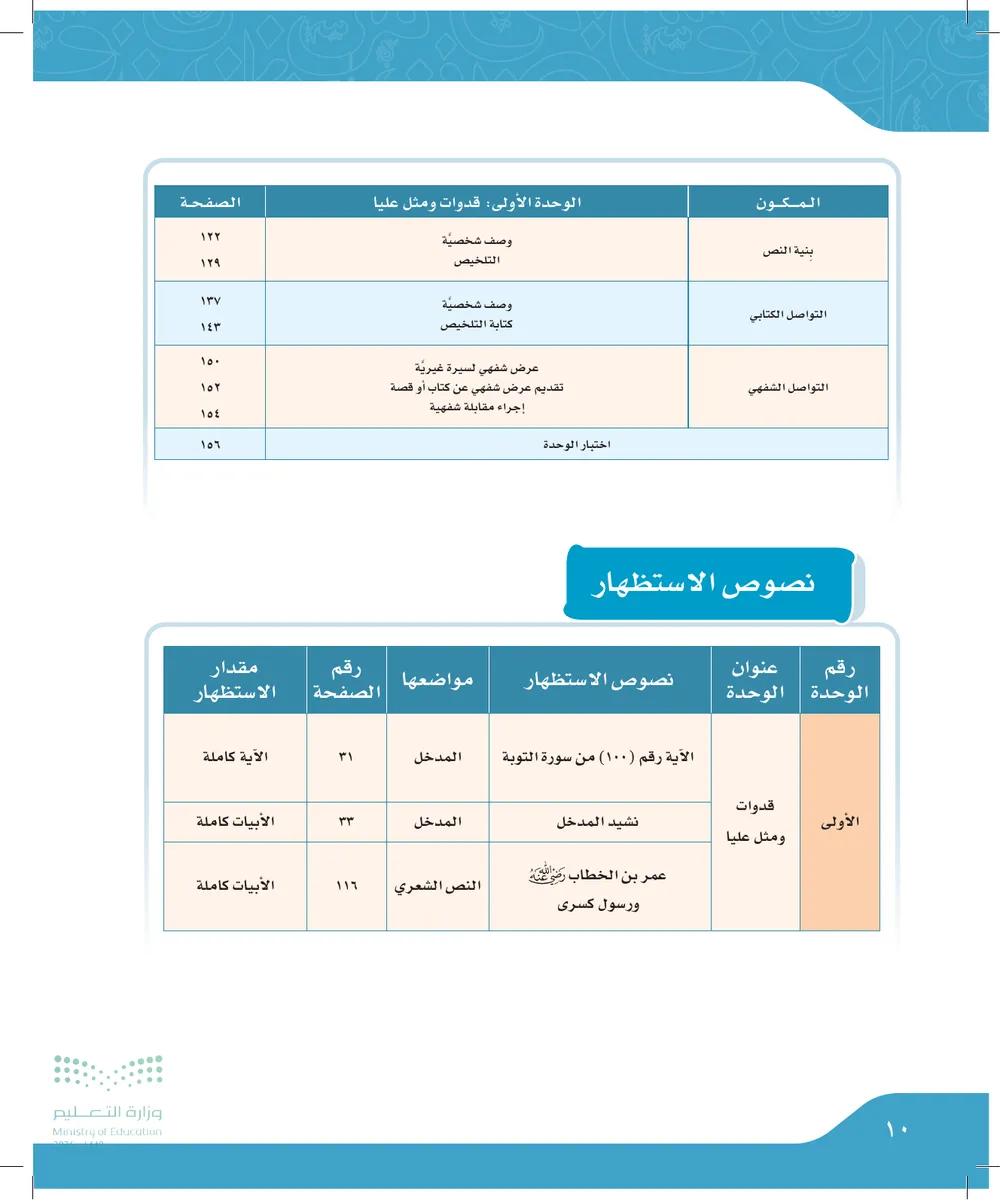 المـــكـــون الوحدة الأولى: قدوات ومثل عليا الصفحـة
بِنية النص
وصف شخصيَّة ١٢٢
التلخيص ١٢٩
التواصل الكتابي
وصف شخصيَّة ١٣٧
كتابة التلخيص ١٤٣
التواصل الشفهي
عرض شفهي لسيرة غيريَّة ١٥٠
تقديم عرض شفهي عن كتاب أو قصة ١٥٢
إجراء مقابلة شفهية ١٥٤
اختبار الوحدة ١٥٦
نصوص الاستظهار
رقم الوحدة عنوان الوحدة نصوص الاستظهار مواضعها رقم الصفحة مقدار الاستظهار
الأولى
قدوات
ومثل عليا
الآية رقم (١٠٠) من سورة التوبة المدخل ٣١ الآية كاملة
نشيد المدخل المدخل ٣٣ الأبيات كاملة
عمر بن الخطاب رضي الله عنه
ورسول كسرى
النص الشعري ١١٦ الأبيات كاملة
وزارة التـعـــليم
Ministry of Education
١٠